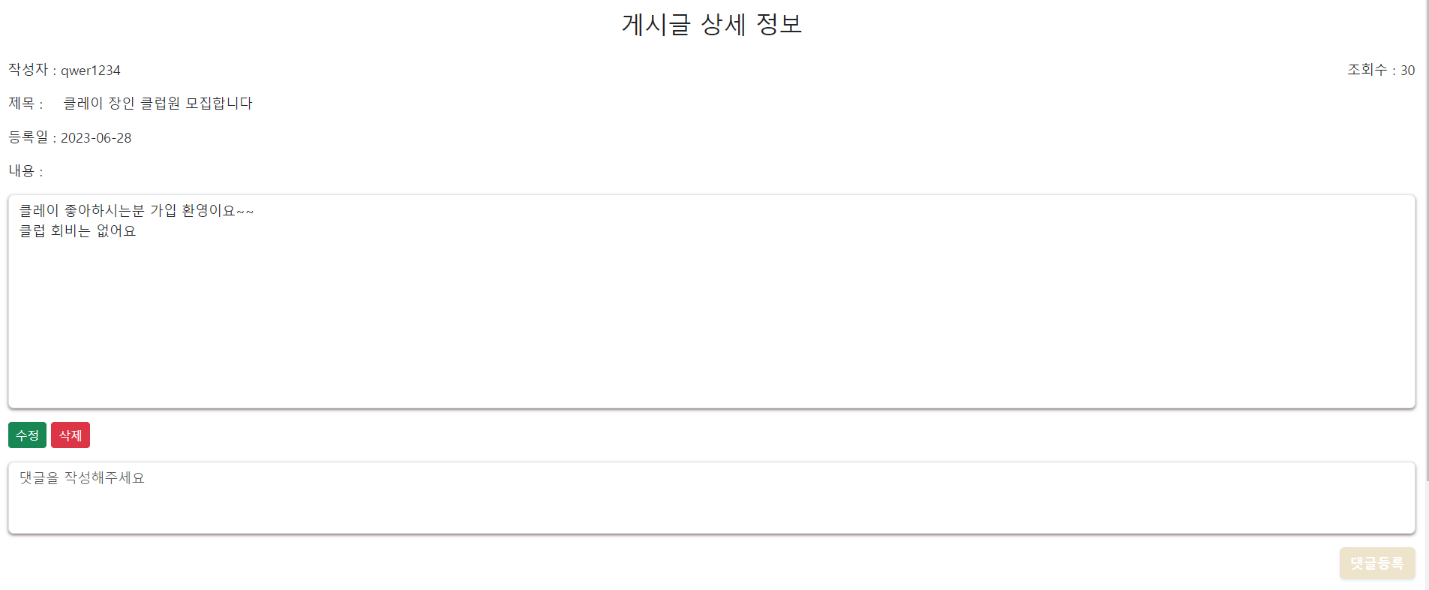 게시글 상세 정보
작성자 : qwer1234 조회수 : 30
제목 : 클레이 장인 클럽원 모집합니다
등록일 : 2023-06-28
내용 :
클레이 좋아하시는분 가입 환영이요~~
클럽 회비는 없어요
수정 삭제
댓글을 작성해주세요
댓글등록